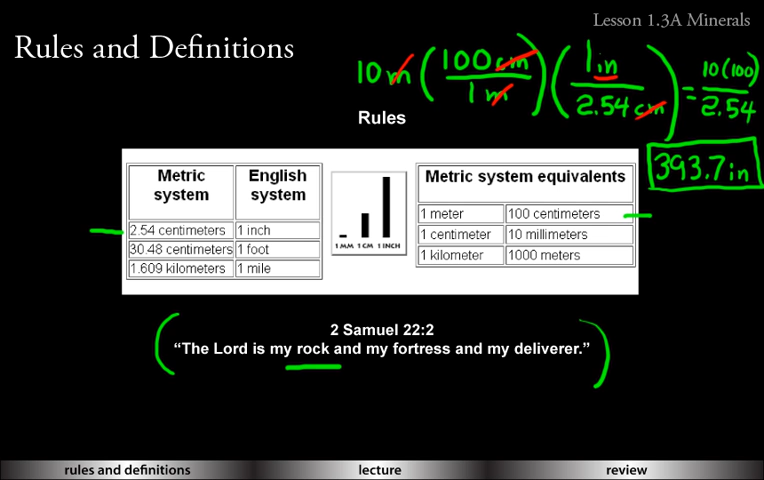 Lesson 1.3A Minerals
Rules and Definitions
10 m (100 cm / 1 m) (1 in / 2.54 cm) = 10(100) / 2.54
393.7 in
Rules
Metric system English system
2.54 centimeters 1 inch
30.48 centimeters 1 foot
1.609 kilometers 1 mile
1 MM 1 CM 1 INCH
Metric system equivalents
1 meter 100 centimeters
1 centimeter 10 millimeters
1 kilometer 1000 meters
2 Samuel 22:2
“The Lord is my rock and my fortress and my deliverer.”
rules and definitions lecture review